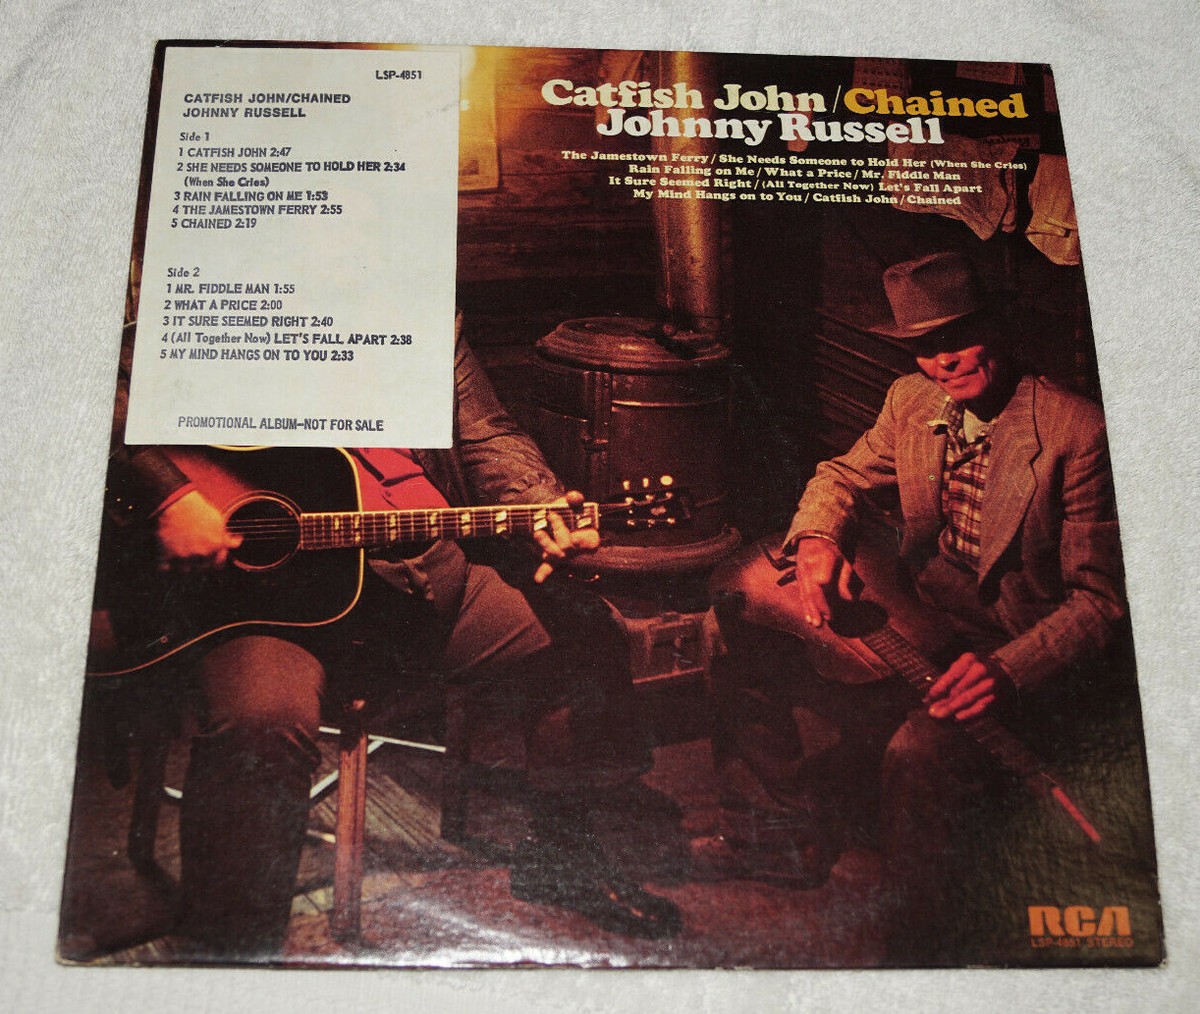 LSP-4851
CATFISH JOHN/CHAINED
JOHNNY RUSSELL
Side 1
1 CATFISH JOHN 2:47
2 SHE NEEDS SOMEONE TO HOLD HER 2:34
(When She Cries)
3 RAIN FALLING ON ME 1:53
4 THE JAMESTOWN FERRY 2:55
5 CHAINED 2:19
Side 2
1 MR. FIDDLE MAN 1:55
2 WHAT A PRICE 2:00
3 IT SURE SEEMED RIGHT 2:40
4 (All Together Now) LET'S FALL APART 2:38
5 MY MIND HANGS ON TO YOU 2:33
PROMOTIONAL ALBUM-NOT FOR SALE
Catfish John/Chained
Johnny Russell
The Jamestown Ferry/She Needs Someone to Hold Her (When She Cries)
Rain Falling on Me/What a Price/Mr. Fiddle Man
It Sure Seemed Right/(All Together Now) Let's Fall Apart
My Mind Hangs on to You/Catfish John/Chained
RCA
LSP-4851 STEREO